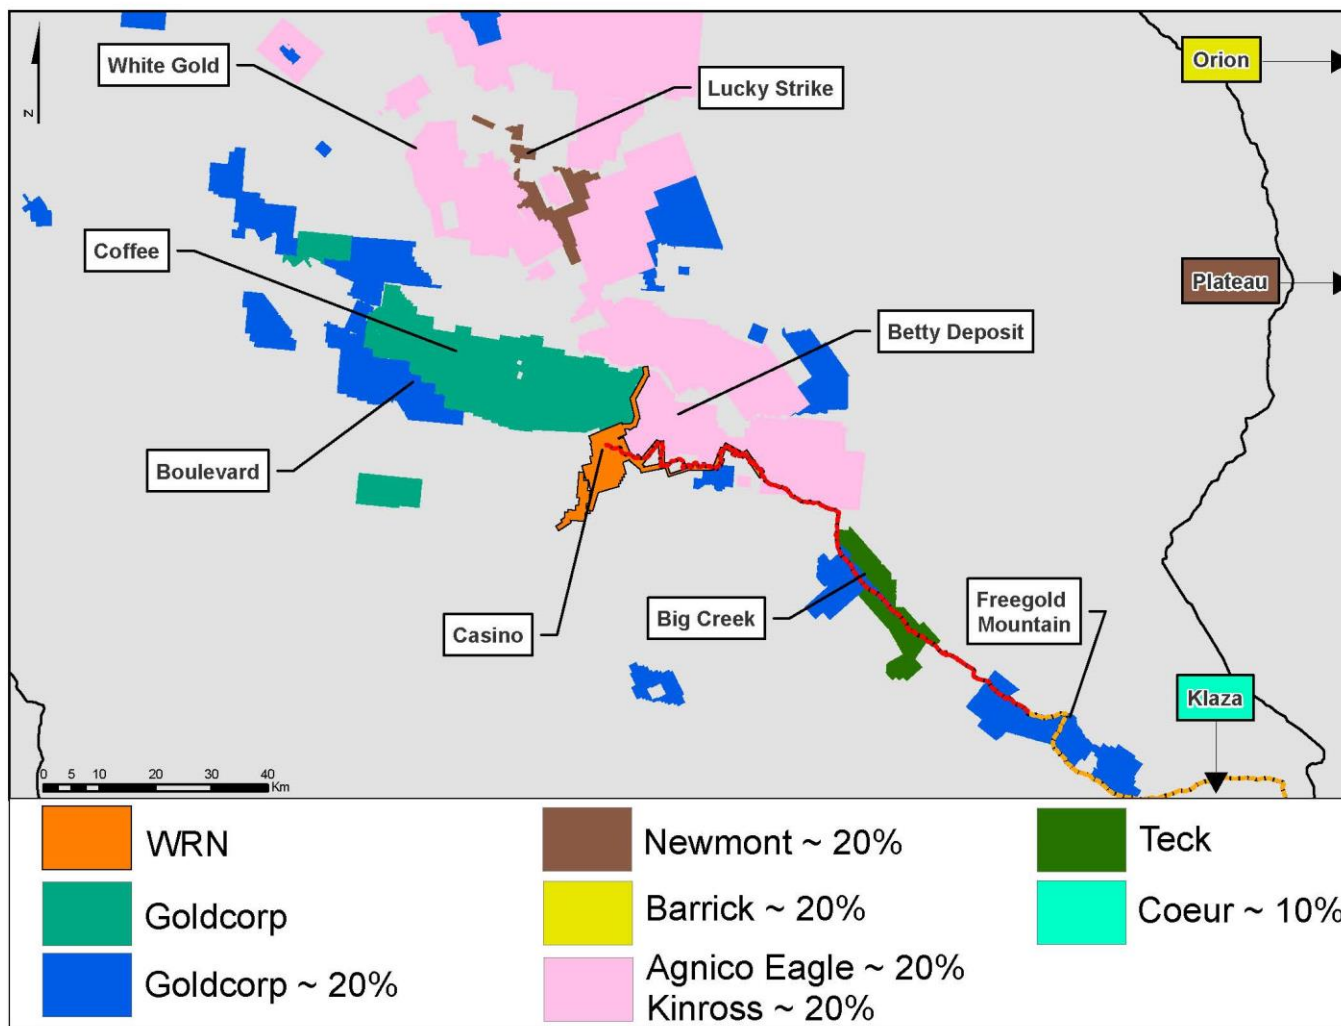 Orion
White Gold
Lucky Strike
N
Coffee
Plateau
Betty Deposit
Boulevard
Casino
Big Creek
Freegold
Mountain
Klaza
0 5 10 20 30 40
Km
WRN
Newmont ~ 20%
Teck
Goldcorp
Barrick ~ 20%
Coeur ~ 10%
Goldcorp ~ 20%
Agnico Eagle ~ 20%
Kinross ~ 20%